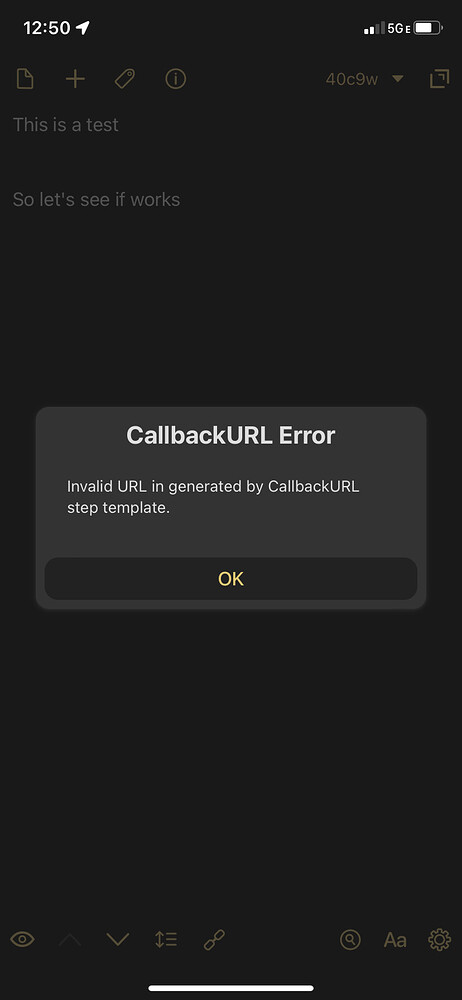 12:50 5GE
40c9w
This is a test
So let's see if works
CallbackURL Error
Invalid URL in generated by CallbackURL
step template.
OK
Aa